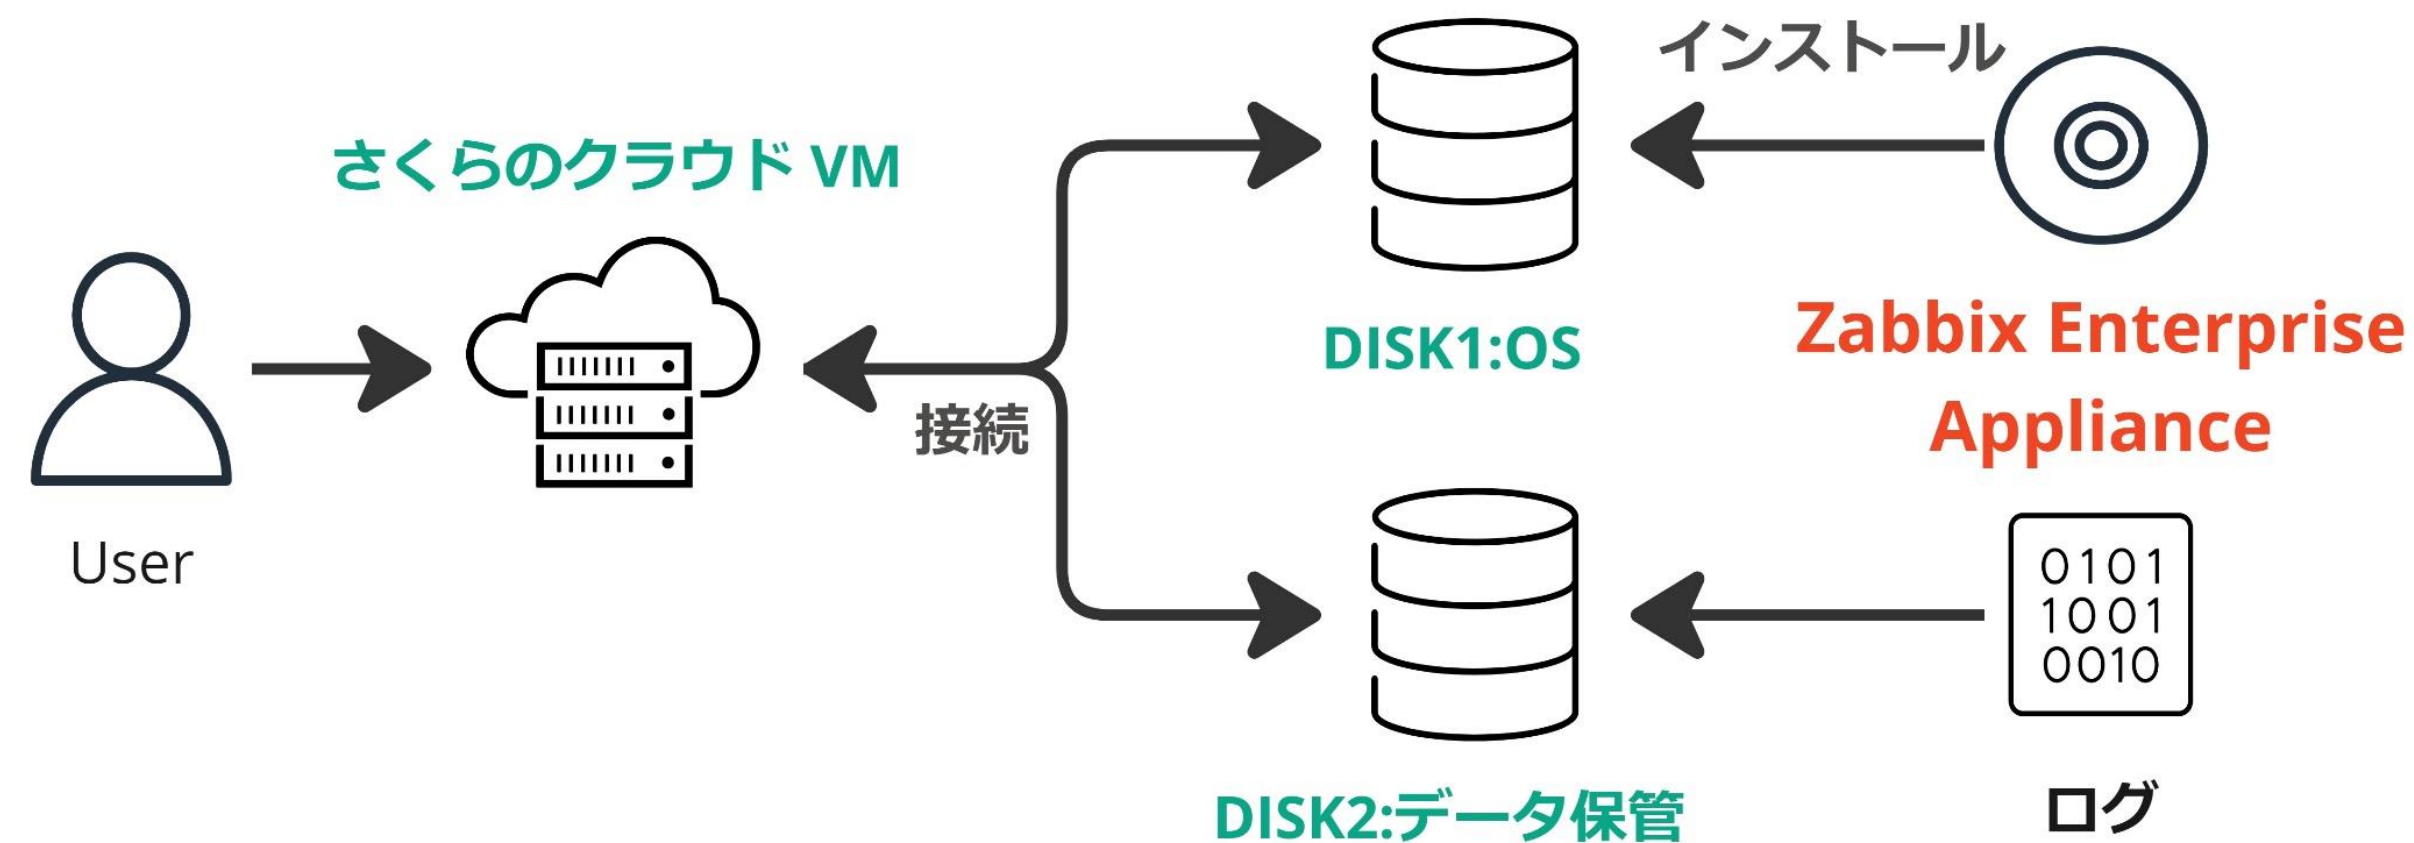 インストール
さくらのクラウド VM
DISK1:OS
Zabbix Enterprise
Appliance
接続
User
0101
1001
0010
DISK2:データ保管
ログ